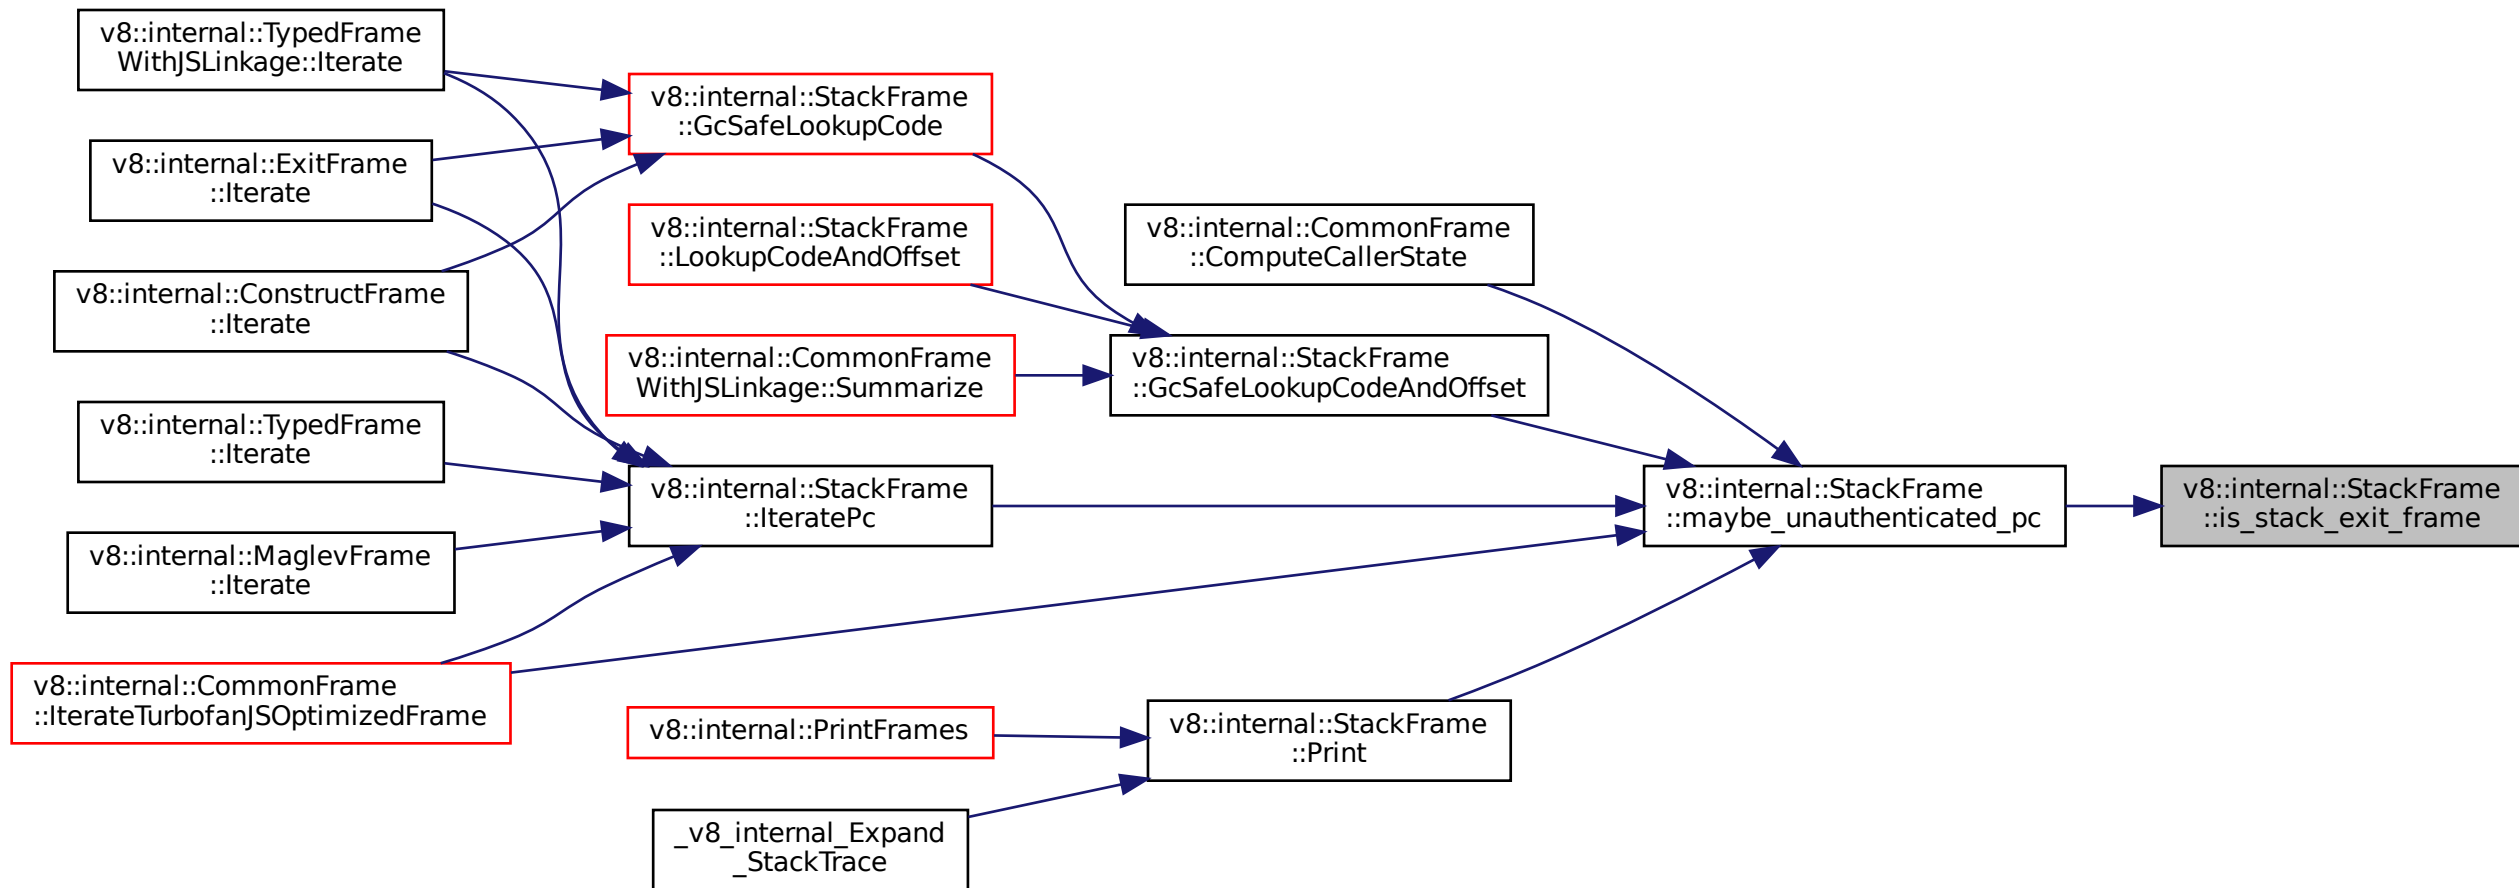 v8::internal::TypedFrame
WithJSLinkage::Iterate
v8::internal::ExitFrame
::Iterate
v8::internal::ConstructFrame
::Iterate
v8::internal::TypedFrame
::Iterate
v8::internal::MaglevFrame
::Iterate
v8::internal::CommonFrame
::IterateTurbofanJSOptimizedFrame
v8::internal::StackFrame
::GcSafeLookupCode
v8::internal::StackFrame
::LookupCodeAndOffset
v8::internal::CommonFrame
WithJSLinkage::Summarize
v8::internal::StackFrame
::IteratePc
v8::internal::PrintFrames
_v8_internal_Expand
_StackTrace
v8::internal::CommonFrame
::ComputeCallerState
v8::internal::StackFrame
::GcSafeLookupCodeAndOffset
v8::internal::StackFrame
::Print
v8::internal::StackFrame
::maybe_unauthenticated_pc
v8::internal::StackFrame
::is_stack_exit_frame